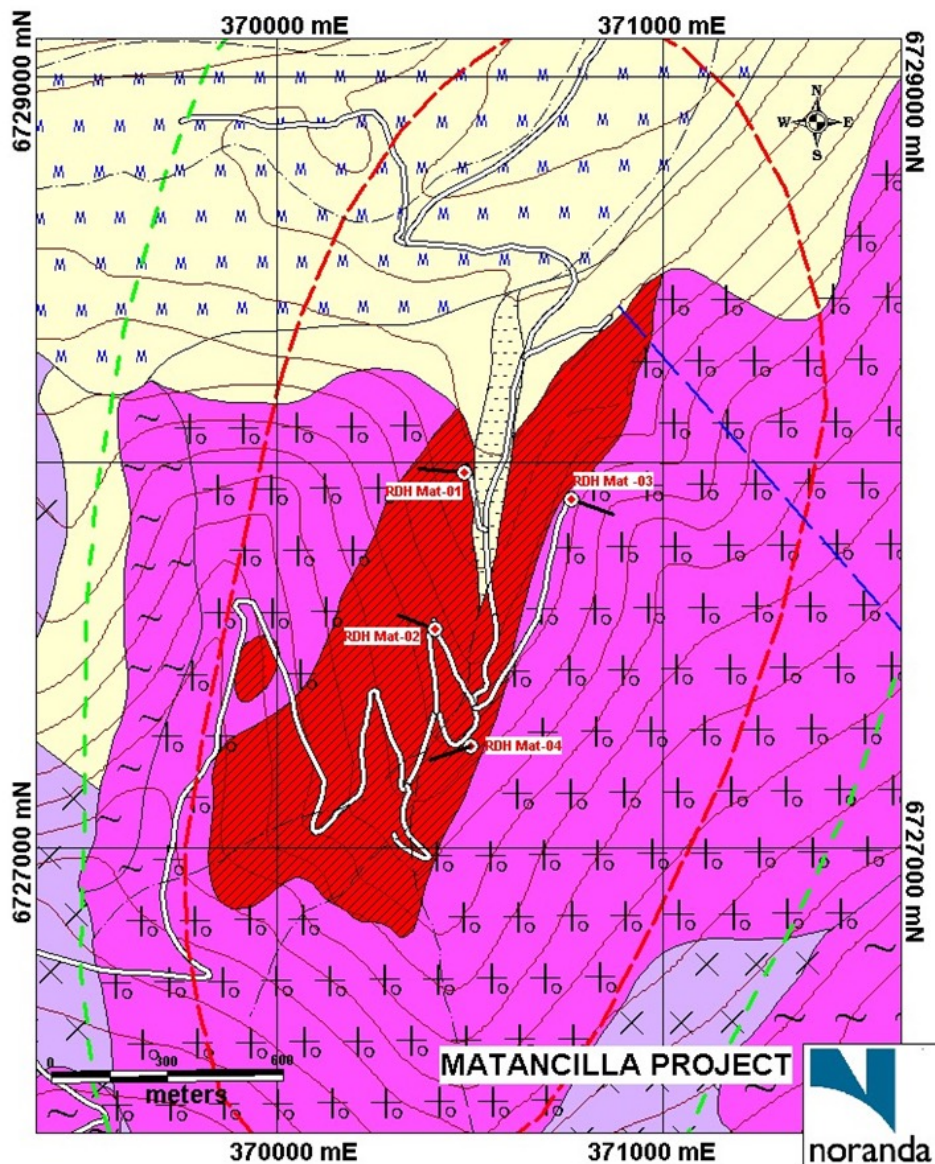 370000 mE
371000 mE
6729000 mN
6729000 mN
N
W E
S
RDH Mat-01
RDH Mat -03
RDH Mat-02
RDH Mat-04
6727000 mN
6727000 mN
0 300 600
meters
MATANCILLA PROJECT
noranda
370000 mE
371000 mE